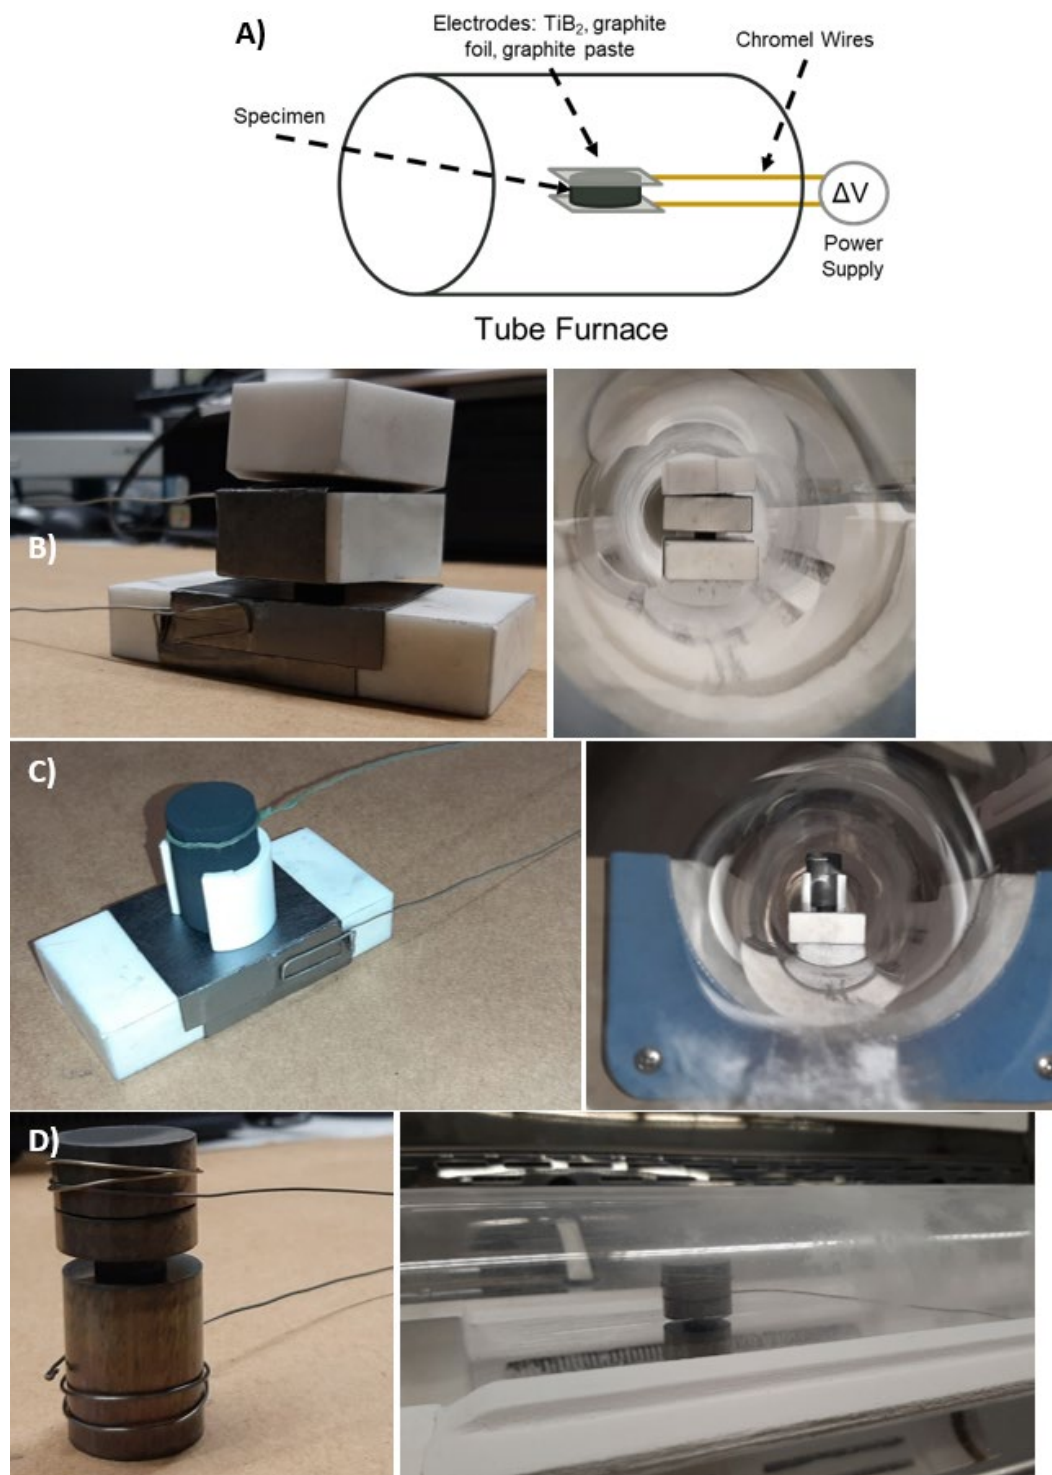 A)
Electrodes: TiB₂, graphite
foil, graphite paste
Chromel Wires
Specimen
ΔV
Power
Supply
Tube Furnace
B)
C)
D)